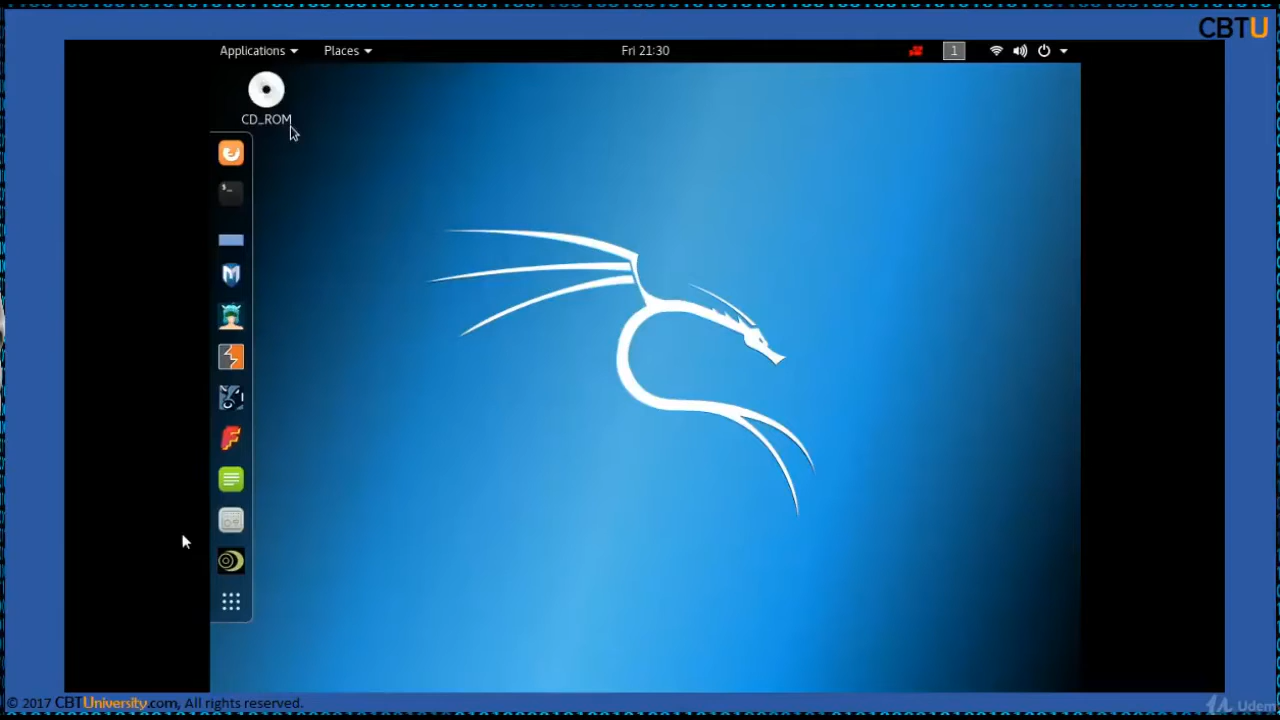 CBTU
Applications Places Fri 21:30 1
CD_ROM
$_
© 2017 CBTUniversity.com, All rights reserved.